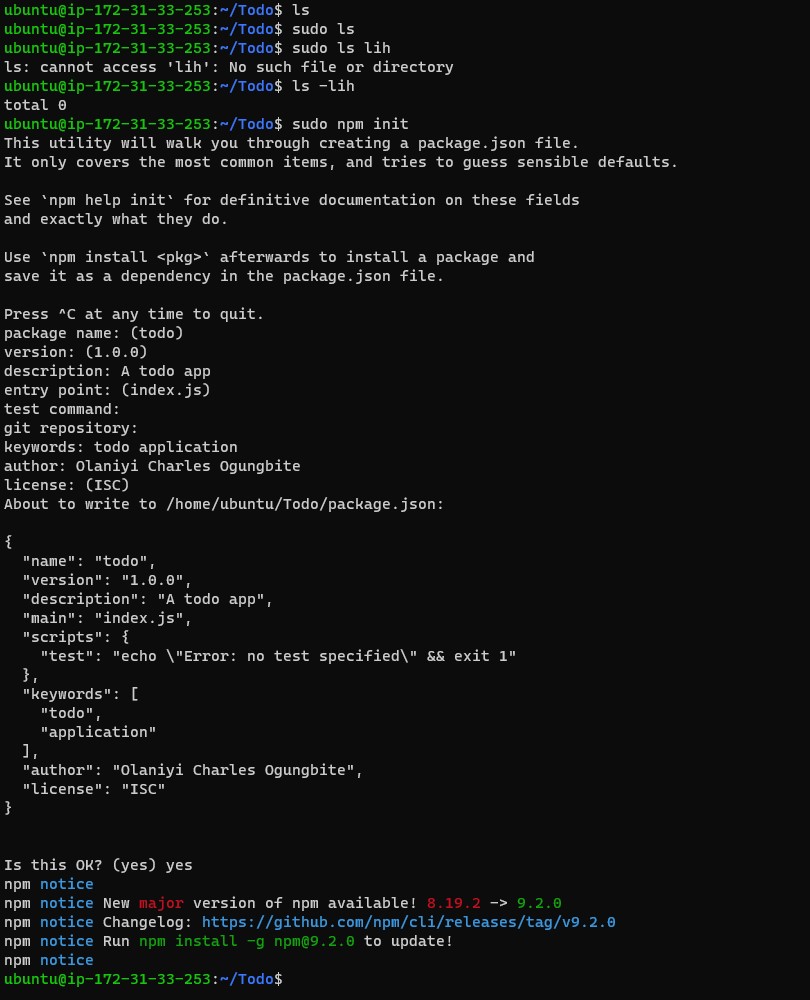 ubuntu@ip-172-31-33-253:~/Todo$ ls
ubuntu@ip-172-31-33-253:~/Todo$ sudo ls
ubuntu@ip-172-31-33-253:~/Todo$ sudo ls lih
ls: cannot access 'lih': No such file or directory
ubuntu@ip-172-31-33-253:~/Todo$ ls -lih
total 0
ubuntu@ip-172-31-33-253:~/Todo$ sudo npm init
This utility will walk you through creating a package.json file.
It only covers the most common items, and tries to guess sensible defaults.

See `npm help init` for definitive documentation on these fields
and exactly what they do.

Use `npm install <pkg>` afterwards to install a package and
save it as a dependency in the package.json file.

Press ^C at any time to quit.
package name: (todo)
version: (1.0.0)
description: A todo app
entry point: (index.js)
test command:
git repository:
keywords: todo application
author: Olaniyi Charles Ogungbite
license: (ISC)
About to write to /home/ubuntu/Todo/package.json:

{
  "name": "todo",
  "version": "1.0.0",
  "description": "A todo app",
  "main": "index.js",
  "scripts": {
    "test": "echo \"Error: no test specified\" && exit 1"
  },
  "keywords": [
    "todo",
    "application"
  ],
  "author": "Olaniyi Charles Ogungbite",
  "license": "ISC"
}


Is this OK? (yes) yes
npm notice
npm notice New major version of npm available! 8.19.2 -> 9.2.0
npm notice Changelog: https://github.com/npm/cli/releases/tag/v9.2.0
npm notice Run npm install -g npm@9.2.0 to update!
npm notice
ubuntu@ip-172-31-33-253:~/Todo$